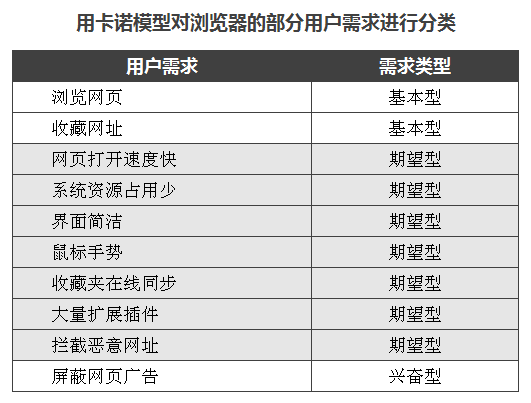 用卡诺模型对浏览器的部分用户需求进行分类
用户需求 需求类型
浏览网页 基本型
收藏网址 基本型
网页打开速度快 期望型
系统资源占用少 期望型
界面简洁 期望型
鼠标手势 期望型
收藏夹在线同步 期望型
大量扩展插件 期望型
拦截恶意网址 期望型
屏蔽网页广告 兴奋型